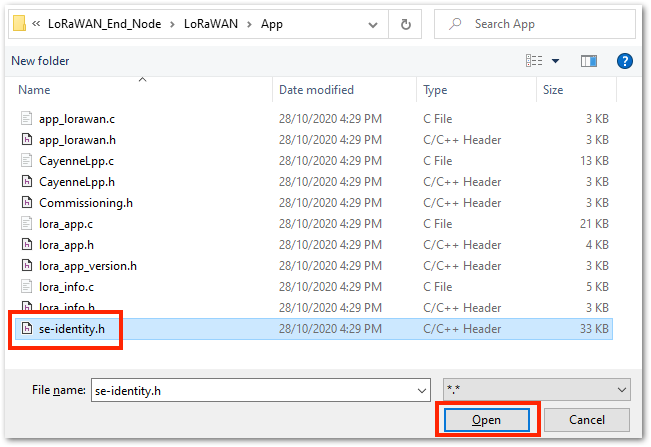 « LoRaWAN_End_Node > LoRaWAN > App
Search App
New folder
?
Name Date modified Type Size
app_lorawan.c 28/10/2020 4:29 PM C File 3 KB
app_lorawan.h 28/10/2020 4:29 PM C/C++ Header 3 KB
CayenneLpp.c 28/10/2020 4:29 PM C File 13 KB
CayenneLpp.h 28/10/2020 4:29 PM C/C++ Header 3 KB
Commissioning.h 28/10/2020 4:29 PM C/C++ Header 3 KB
lora_app.c 28/10/2020 4:29 PM C File 21 KB
lora_app.h 28/10/2020 4:29 PM C/C++ Header 4 KB
lora_app_version.h 28/10/2020 4:29 PM C/C++ Header 3 KB
lora_info.c 28/10/2020 4:29 PM C File 5 KB
lora_info.h 28/10/2020 4:29 PM C/C++ Header 3 KB
se-identity.h 28/10/2020 4:29 PM C/C++ Header 33 KB
File name: se-identity.h *.*
Open Cancel